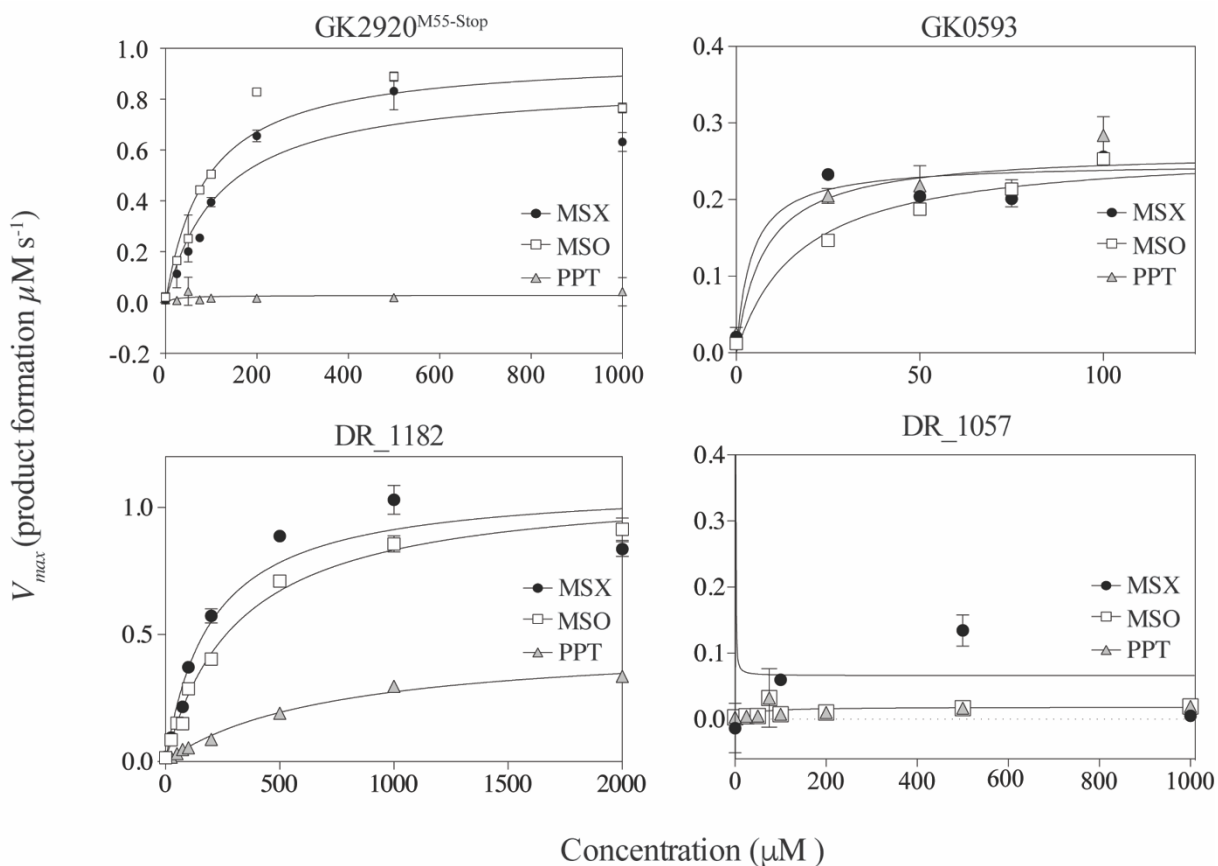 GK2920^M55-Stop
GK0593
1.0
0.8
0.6
0.4
0.2
0.0
-0.2
MSX
MSO
PPT
0
200
400
600
800
1000
0.4
0.3
0.2
0.1
0.0
MSX
MSO
PPT
0
50
100
V_max (product formation μM s-¹)
DR_1182
DR_1057
1.0
0.5
0.0
MSX
MSO
PPT
0
500
1000
1500
2000
0.4
0.3
0.2
0.1
0.0
MSX
MSO
PPT
0
200
400
600
800
1000
Concentration (μM )